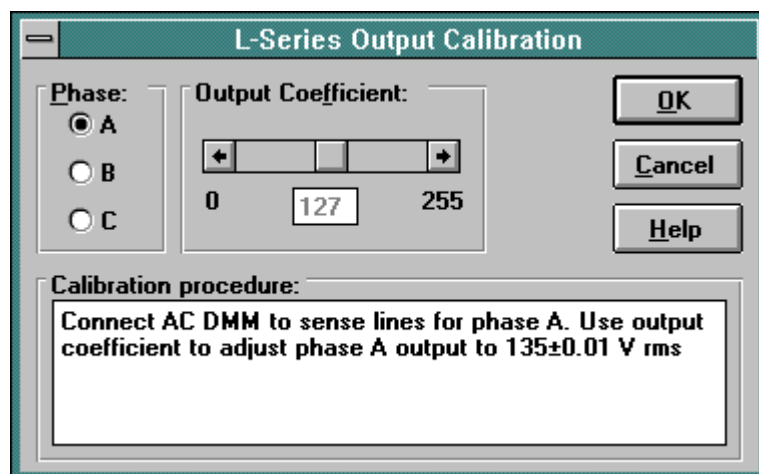 L-Series Output Calibration
Phase:
A
B
C
Output Coefficient:
0
127
255
OK
Cancel
Help
Calibration procedure:
Connect AC DMM to sense lines for phase A. Use output
coefficient to adjust phase A output to 135±0.01 V rms